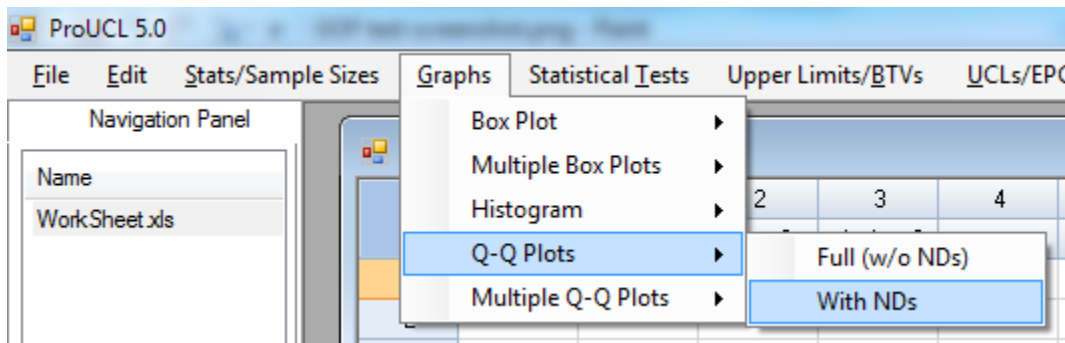 ProUCL 5.0
File Edit Stats/Sample Sizes Graphs Statistical Tests Upper Limits/BTVs UCLs/EPC
Navigation Panel
Name
WorkSheet.xls
Box Plot
Multiple Box Plots
Histogram
Q-Q Plots
Multiple Q-Q Plots
2 3 4
Full (w/o NDs)
With NDs